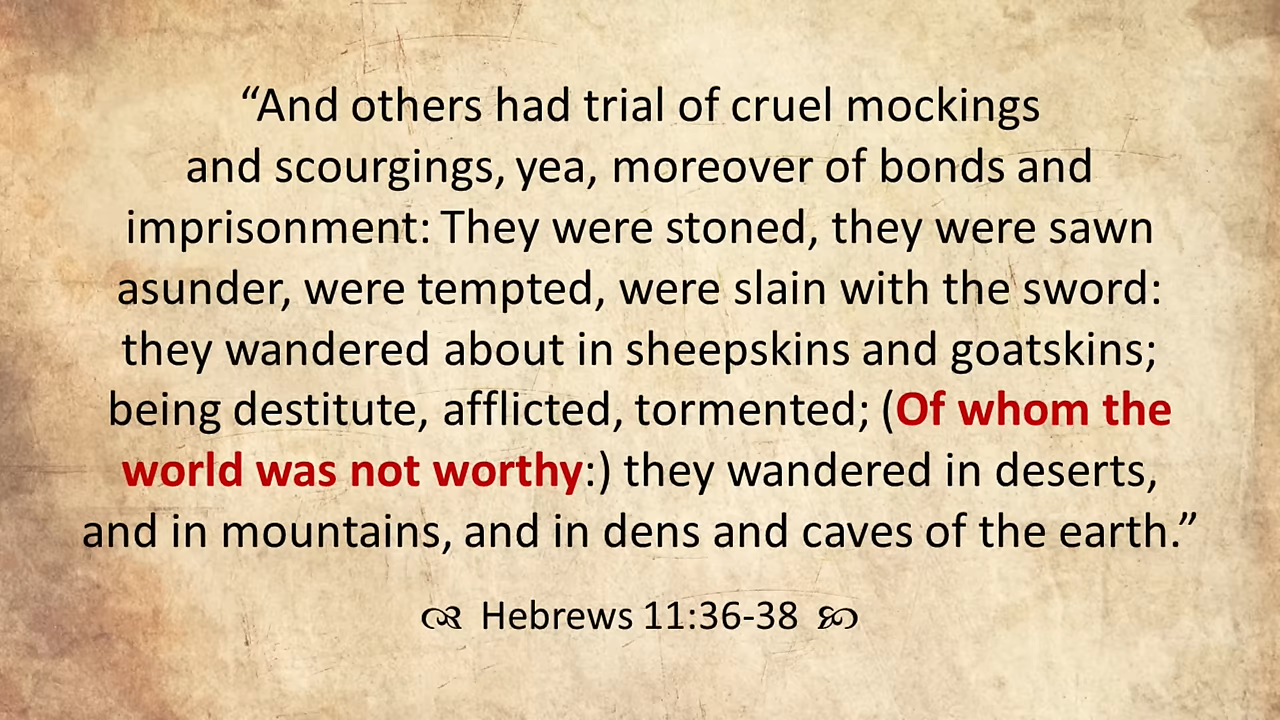 “And others had trial of cruel mockings
and scourgings, yea, moreover of bonds and
imprisonment: They were stoned, they were sawn
asunder, were tempted, were slain with the sword:
they wandered about in sheepskins and goatskins;
being destitute, afflicted, tormented; (Of whom the
world was not worthy:) they wandered in deserts,
and in mountains, and in dens and caves of the earth.”
Hebrews 11:36-38